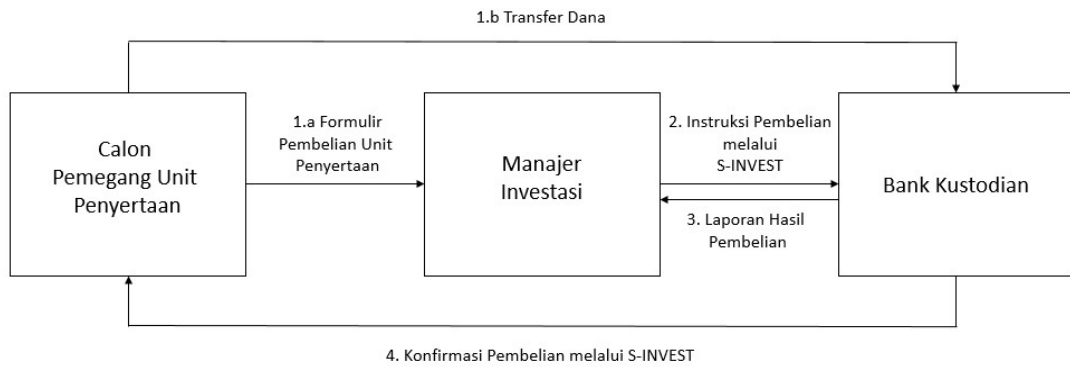 1.b Transfer Dana
Calon
Pemegang Unit
Penyertaan
1.a Formulir
Pembelian Unit
Penyertaan
Manajer
Investasi
2. Instruksi Pembelian
melalui
S-INVEST
3. Laporan Hasil
Pembelian
Bank Kustodian
4. Konfirmasi Pembelian melalui S-INVEST